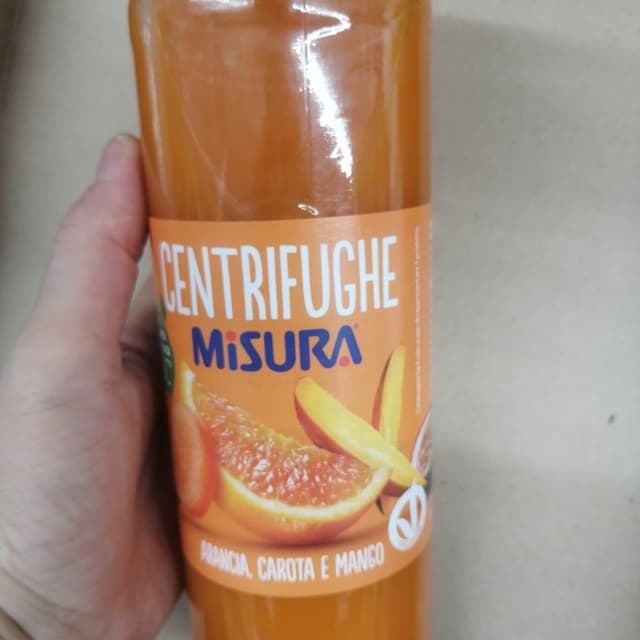 CENTRIFUGHE
MiSURA
ARANCIA, CAROTA E MANGO